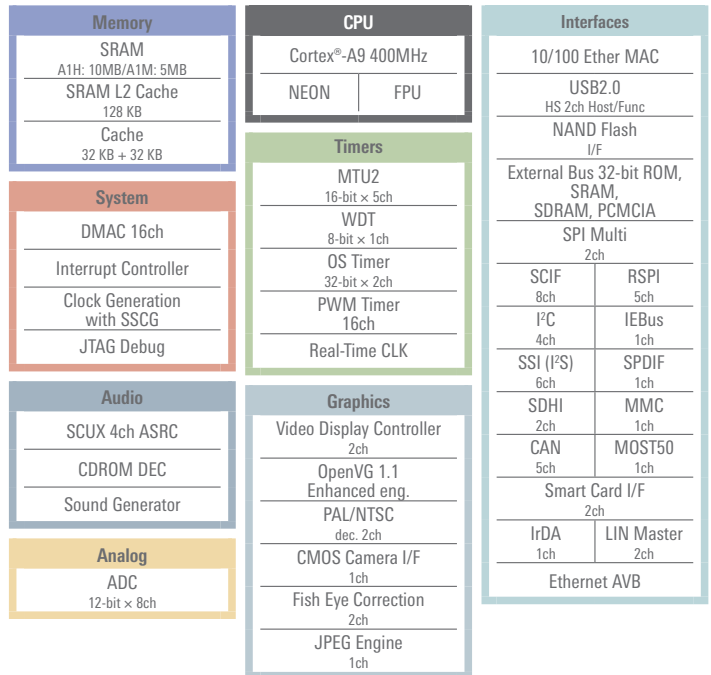 Memory
SRAM
A1H: 10MB/A1M: 5MB
SRAM L2 Cache
128 KB
Cache
32 KB + 32 KB
System
DMAC 16ch
Interrupt Controller
Clock Generation
with SSCG
JTAG Debug
Audio
SCUX 4ch ASRC
CDROM DEC
Sound Generator
Analog
ADC
12-bit × 8ch
CPU
Cortex®-A9 400MHz
NEON FPU
Timers
MTU2
16-bit × 5ch
WDT
8-bit × 1ch
OS Timer
32-bit × 2ch
PWM Timer
16ch
Real-Time CLK
Graphics
Video Display Controller
2ch
OpenVG 1.1
Enhanced eng.
PAL/NTSC
dec. 2ch
CMOS Camera I/F
1ch
Fish Eye Correction
2ch
JPEG Engine
1ch
Interfaces
10/100 Ether MAC
USB2.0
HS 2ch Host/Func
NAND Flash
I/F
External Bus 32-bit ROM,
SRAM,
SDRAM, PCMCIA
SPI Multi
2ch
SCIF RSPI
8ch 5ch
I²C IEBus
4ch 1ch
SSI (I²S) SPDIF
6ch 1ch
SDHI MMC
2ch 1ch
CAN MOST50
5ch 1ch
Smart Card I/F
2ch
IrDA LIN Master
1ch 2ch
Ethernet AVB